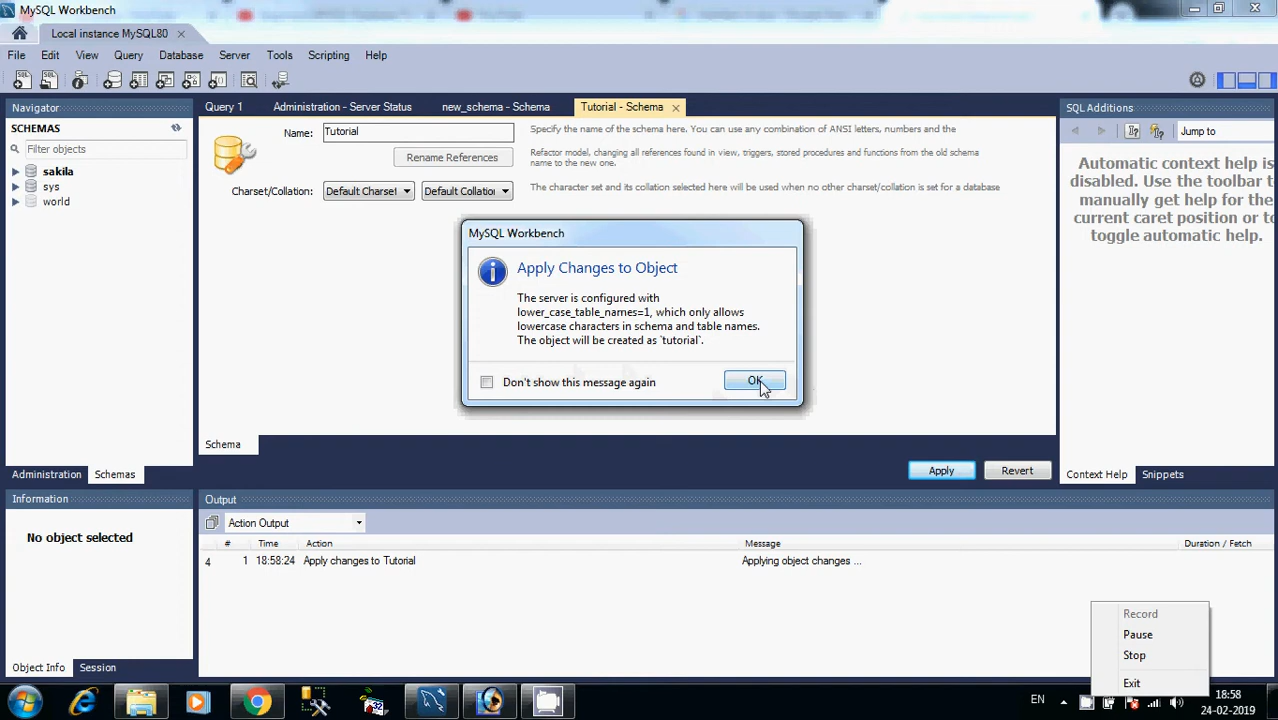 MySQL Workbench
Local instance MySQL80
File Edit View Query Database Server Tools Scripting Help
Navigator
SCHEMAS
Filter objects
sakila
sys
world
Administration Schemas
Query 1 Administration - Server Status new_schema - Schema Tutorial - Schema
Name: Tutorial
Specify the name of the schema here. You can use any combination of ANSI letters, numbers and the
Rename References
Refactor model, changing all references found in view, triggers, stored procedures and functions from the old schema
name to the new one.
Charset/Collation: Default Charset Default Collation
The character set and its collation selected here will be used when no other charset/collation is set for a database
MySQL Workbench
Apply Changes to Object
The server is configured with
lower_case_table_names=1, which only allows
lowercase characters in schema and table names.
The object will be created as `tutorial`.
Don't show this message again
OK
Schema
Apply Revert
SQL Additions
Jump to
Automatic context help is
disabled. Use the toolbar t
manually get help for the
current caret position or to
toggle automatic help.
Context Help Snippets
Information
No object selected
Object Info Session
Output
Action Output
# Time Action Message Duration / Fetch
4 1 18:58:24 Apply changes to Tutorial Applying object changes ...
Record
Pause
Stop
Exit
EN
18:58
24-02-2019